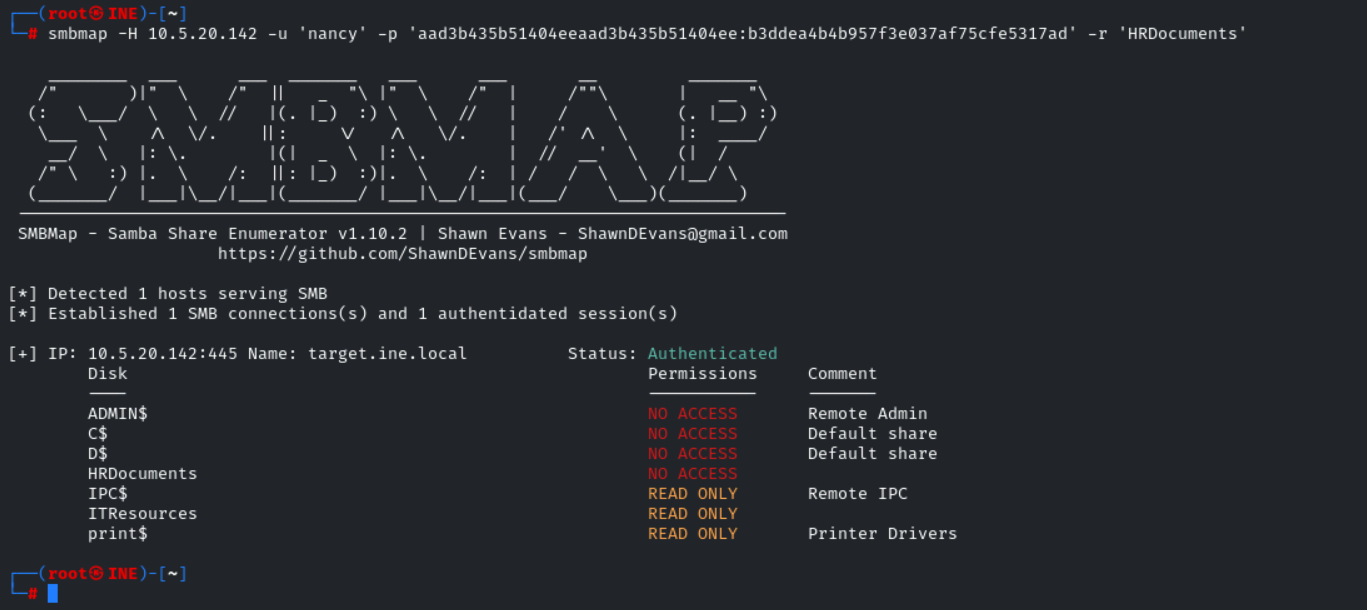 ┌──(root㉿INE)-[~]
└─# smbmap -H 10.5.20.142 -u 'nancy' -p 'aad3b435b51404eeaad3b435b51404ee:b3ddea4b4b957f3e037af75cfe5317ad' -r 'HRDocuments'
SMBMAP
SMBMap - Samba Share Enumerator v1.10.2 | Shawn Evans - ShawnDEvans@gmail.com
https://github.com/ShawnDEvans/smbmap
[*] Detected 1 hosts serving SMB
[*] Established 1 SMB connections(s) and 1 authentidated session(s)
[+] IP: 10.5.20.142:445 Name: target.ine.local Status: Authenticated
Disk Permissions Comment
---- ----------- -------
ADMIN$ NO ACCESS Remote Admin
C$ NO ACCESS Default share
D$ NO ACCESS Default share
HRDocuments NO ACCESS
IPC$ READ ONLY Remote IPC
ITResources READ ONLY
print$ READ ONLY Printer Drivers
┌──(root㉿INE)-[~]
└─#